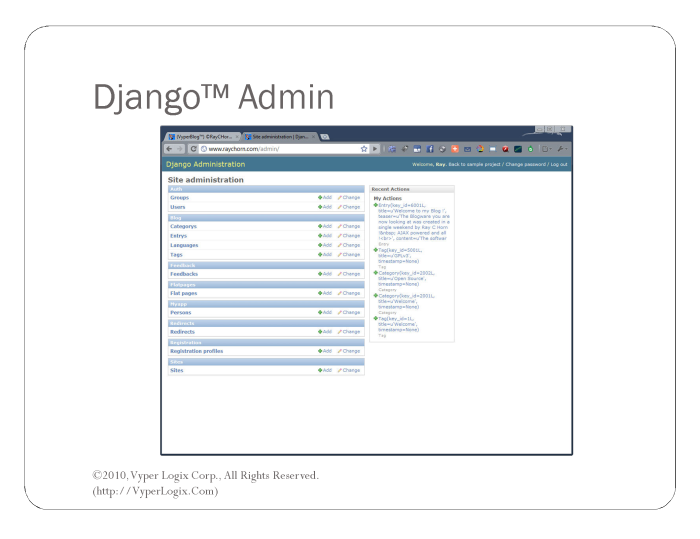 Django™ Admin
(VyperBlog™) ©RayCHor...
Site administration | Djan...
www.raychorn.com/admin/
Django Administration
Welcome, Ray. Back to sample project / Change password / Log out
Site administration
Auth
Groups Add Change
Users Add Change
Blog
Categorys Add Change
Entrys Add Change
Languages Add Change
Tags Add Change
Feedback
Feedbacks Add Change
Flatpages
Flat pages Add Change
Myapp
Persons Add Change
Redirects
Redirects Add Change
Registration
Registration profiles Add Change
Sites
Sites Add Change
Recent Actions
My Actions
Entry(key_id=6001L,
title=u'Welcome to my Blog !',
teaser=u'The Blogware you are
now looking at was created in a
single weekend by Ray C Horn
!&nbsp; AJAX powered and all
!<br>', content=u'The softwar
Entry
Tag(key_id=5001L,
title=u'GPLv3',
timestamp=None)
Tag
Category(key_id=2002L,
title=u'Open Source',
timestamp=None)
Category
Category(key_id=2001L,
title=u'Welcome',
timestamp=None)
Category
Tag(key_id=1L,
title=u'Welcome',
timestamp=None)
Tag
©2010, Vyper Logix Corp., All Rights Reserved.
(http://VyperLogix.Com)